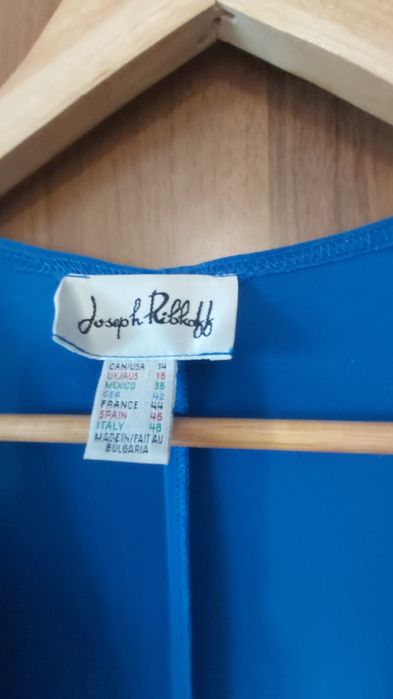 Joseph Ribkoff
CAN/USA 14
UK/AUS 16
MEXICO 38
GER 42
FRANCE 44
SPAIN 46
ITALY 48
MADE IN/FAIT AU
BULGARIA